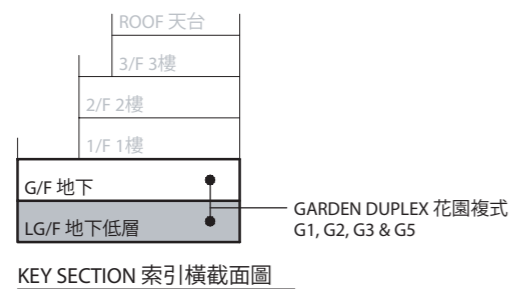 ROOF 天台
3/F 3樓
2/F 2樓
1/F 1樓
G/F 地下
LG/F 地下低層
GARDEN DUPLEX 花園複式
G1, G2, G3 & G5
KEY SECTION 索引橫截面圖